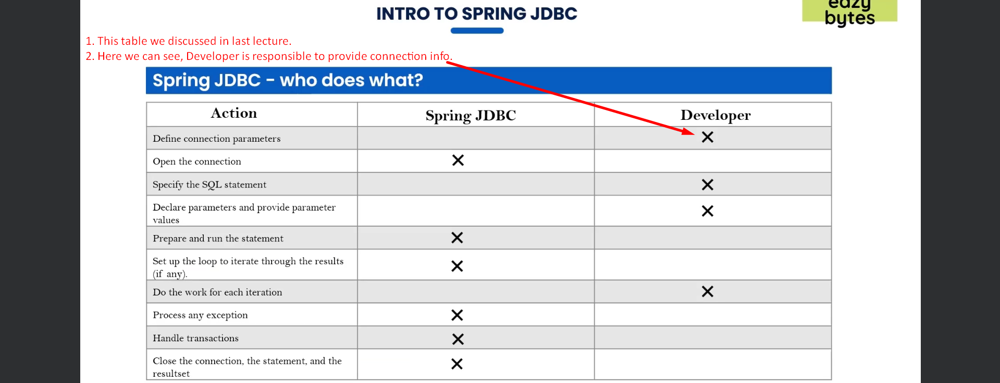 INTRO TO SPRING JDBC
eazy
bytes
1. This table we discussed in last lecture.
2. Here we can see, Developer is responsible to provide connection info.
Spring JDBC - who does what?
Action Spring JDBC Developer
Define connection parameters ✕
Open the connection ✕
Specify the SQL statement ✕
Declare parameters and provide parameter
values ✕
Prepare and run the statement ✕
Set up the loop to iterate through the results
(if any). ✕
Do the work for each iteration ✕
Process any exception ✕
Handle transactions ✕
Close the connection, the statement, and the
resultset ✕